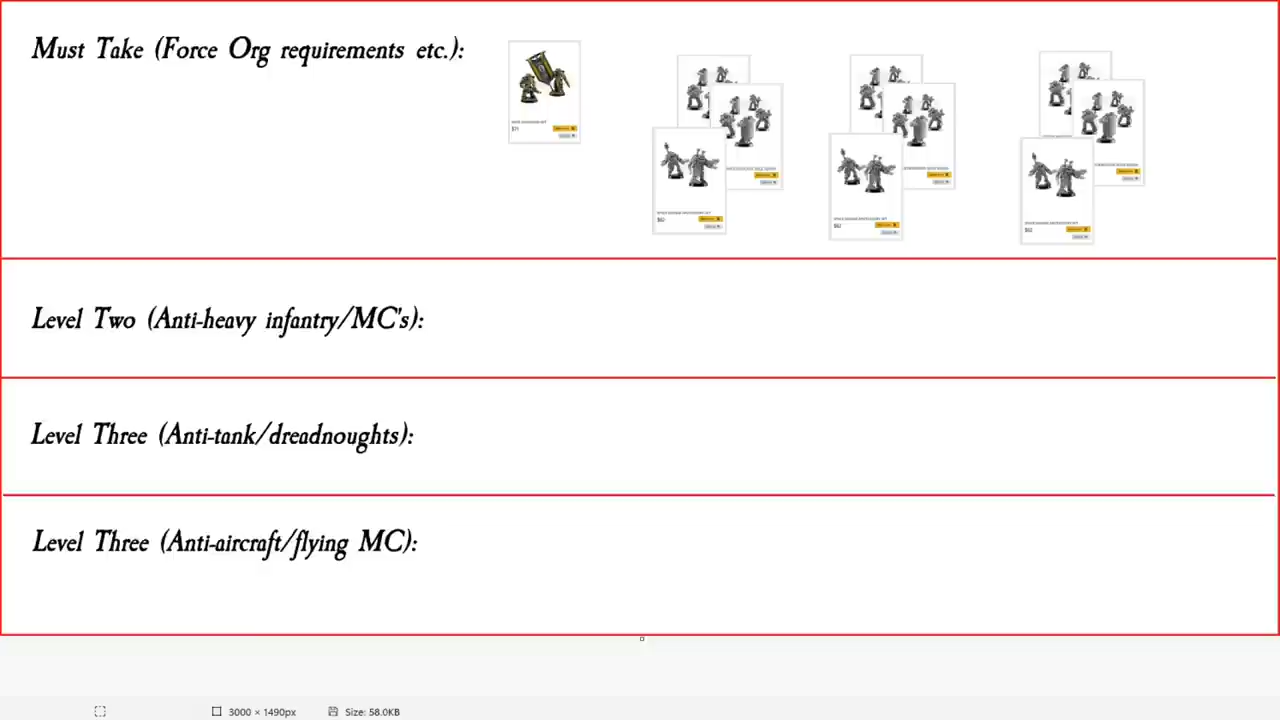 Must Take (Force Org requirements etc.):
Level Two (Anti-heavy infantry/MC's):
Level Three (Anti-tank/dreadnoughts):
Level Three (Anti-aircraft/flying MC):
3000 × 1490px
Size: 58.0KB